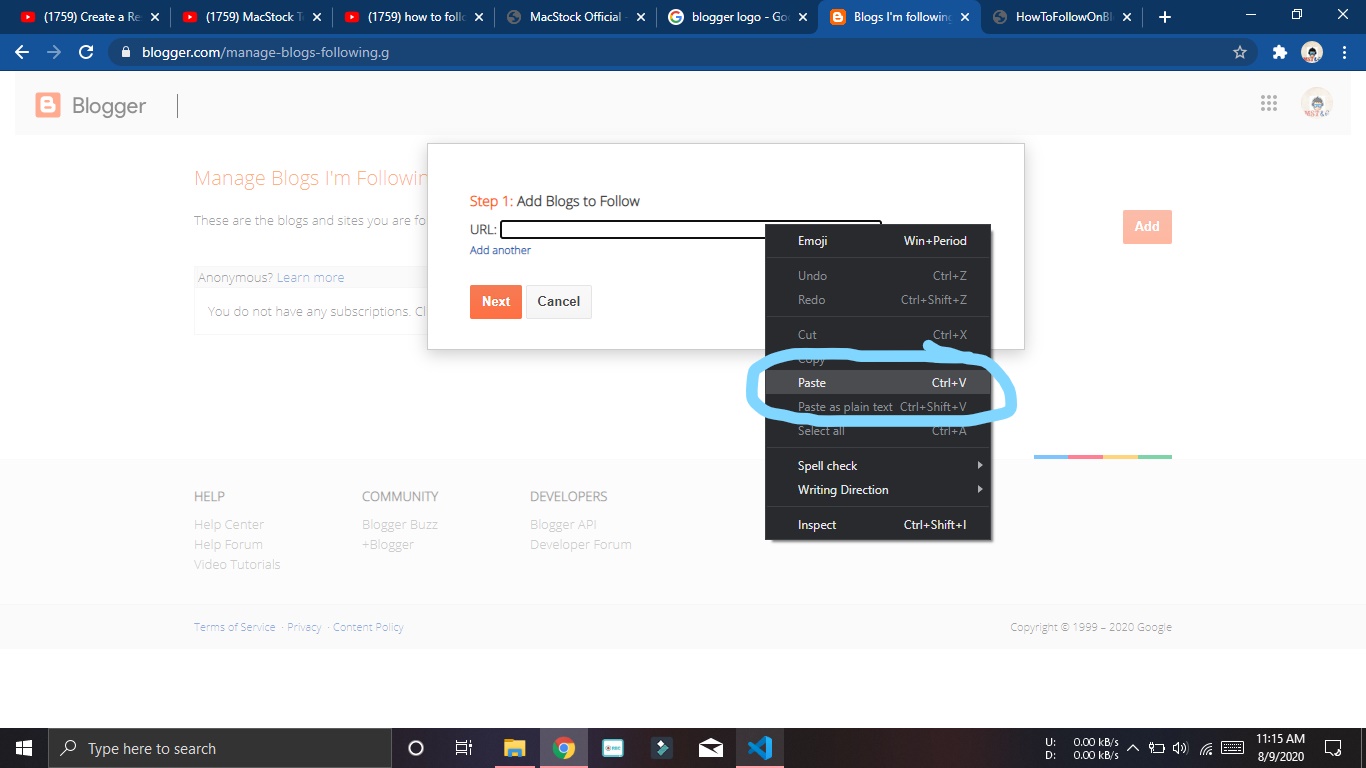 (1759) Create a Re
(1759) MacStock T
(1759) how to foll
MacStock Official -
blogger logo - Goo
Blogs I'm following
HowToFollowOnBl
blogger.com/manage-blogs-following.g
Blogger
Manage Blogs I'm Followin
These are the blogs and sites you are fo
Add
Anonymous? Learn more
You do not have any subscriptions. Cl
Step 1: Add Blogs to Follow
URL:
Add another
Next Cancel
Emoji Win+Period
Undo Ctrl+Z
Redo Ctrl+Shift+Z
Cut Ctrl+X
Copy
Paste Ctrl+V
Paste as plain text Ctrl+Shift+V
Select all Ctrl+A
Spell check
Writing Direction
Inspect Ctrl+Shift+I
HELP COMMUNITY DEVELOPERS
Help Center Blogger Buzz Blogger API
Help Forum +Blogger Developer Forum
Video Tutorials
Terms of Service · Privacy · Content Policy
Copyright © 1999 – 2020 Google
Type here to search
U: 0.00 kB/s
D: 0.00 kB/s
11:15 AM
8/9/2020